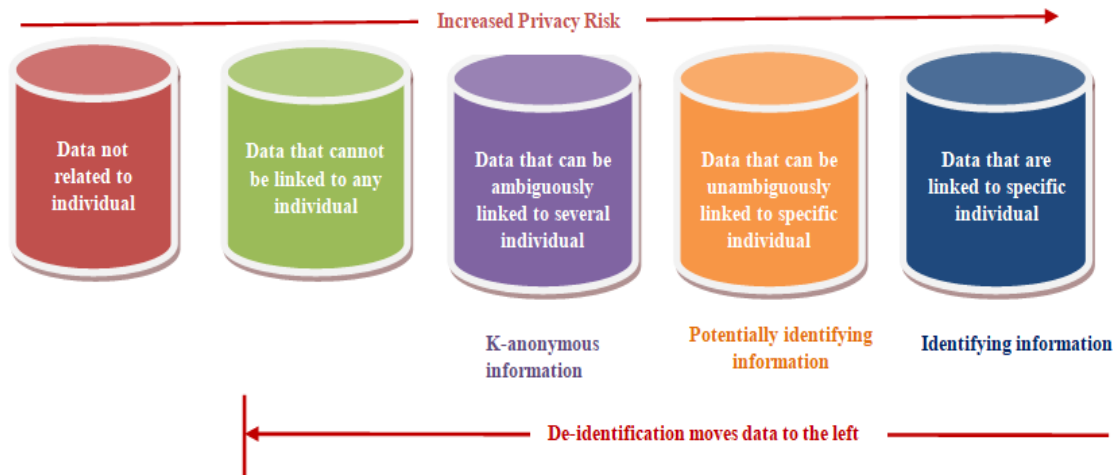 Increased Privacy Risk
Data not
related to
individual
Data that cannot
be linked to any
individual
Data that can be
ambiguously
linked to several
individual
Data that can be
unambiguously
linked to specific
individual
Data that are
linked to specific
individual
K-anonymous
information
Potentially identifying
information
Identifying information
De-identification moves data to the left